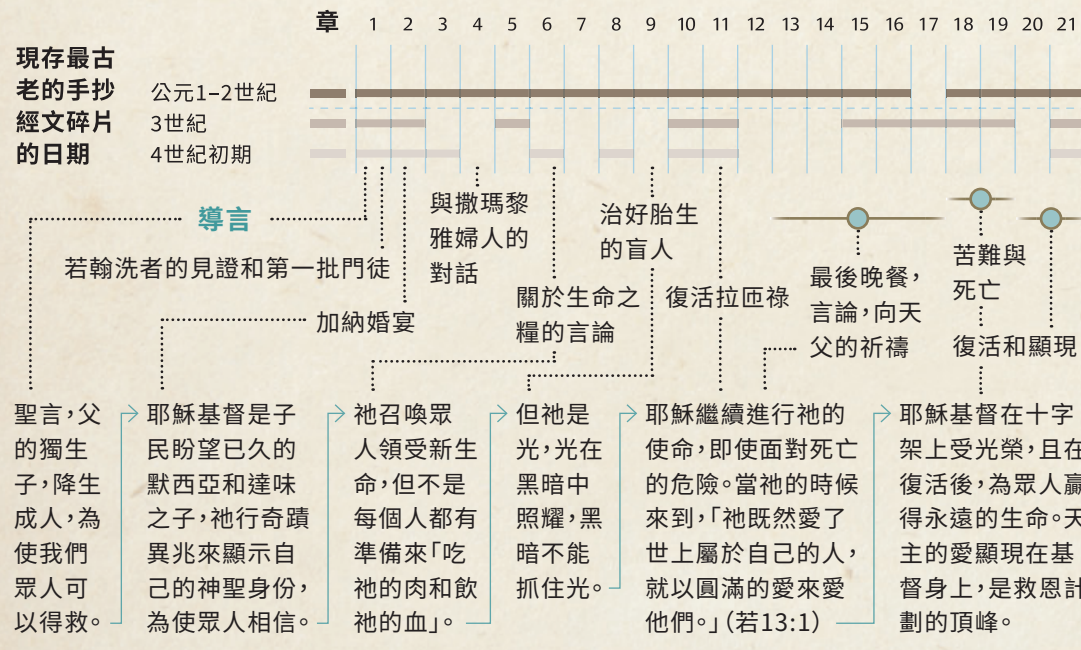 章 1 2 3 4 5 6 7 8 9 10 11 12 13 14 15 16 17 18 19 20 21
現存最古
老的手抄
經文碎片
的日期
公元1–2世紀
3世紀
4世紀初期
導言
若翰洗者的見證和第一批門徒
加納婚宴
與撒瑪黎
雅婦人的
對話
關於生命之
糧的言論
治好胎生
的盲人
復活拉匝祿
最後晚餐，
言論，向天
父的祈禱
苦難與
死亡
復活和顯現
聖言，父
的獨生
子，降生
成人，為
使我們
眾人可
以得救。
耶穌基督是子
民盼望已久的
默西亞和達味
之子，祂行奇蹟
異兆來顯示自
己的神聖身份，
為使眾人相信。
祂召喚眾
人領受新生
命，但不是
每個人都有
準備來「吃
祂的肉和飲
祂的血」。
但祂是
光，光在
黑暗中
照耀，黑
暗不能
抓住光。
耶穌繼續進行祂的
使命，即使面對死亡
的危險。當祂的時候
來到，「祂既然愛了
世上屬於自己的人，
就以圓滿的愛來愛
他們。」（若13:1）
耶穌基督在十字
架上受光榮，且在
復活後，為眾人贏
得永遠的生命。天
主的愛顯現在基
督身上，是救恩計
劃的頂峰。